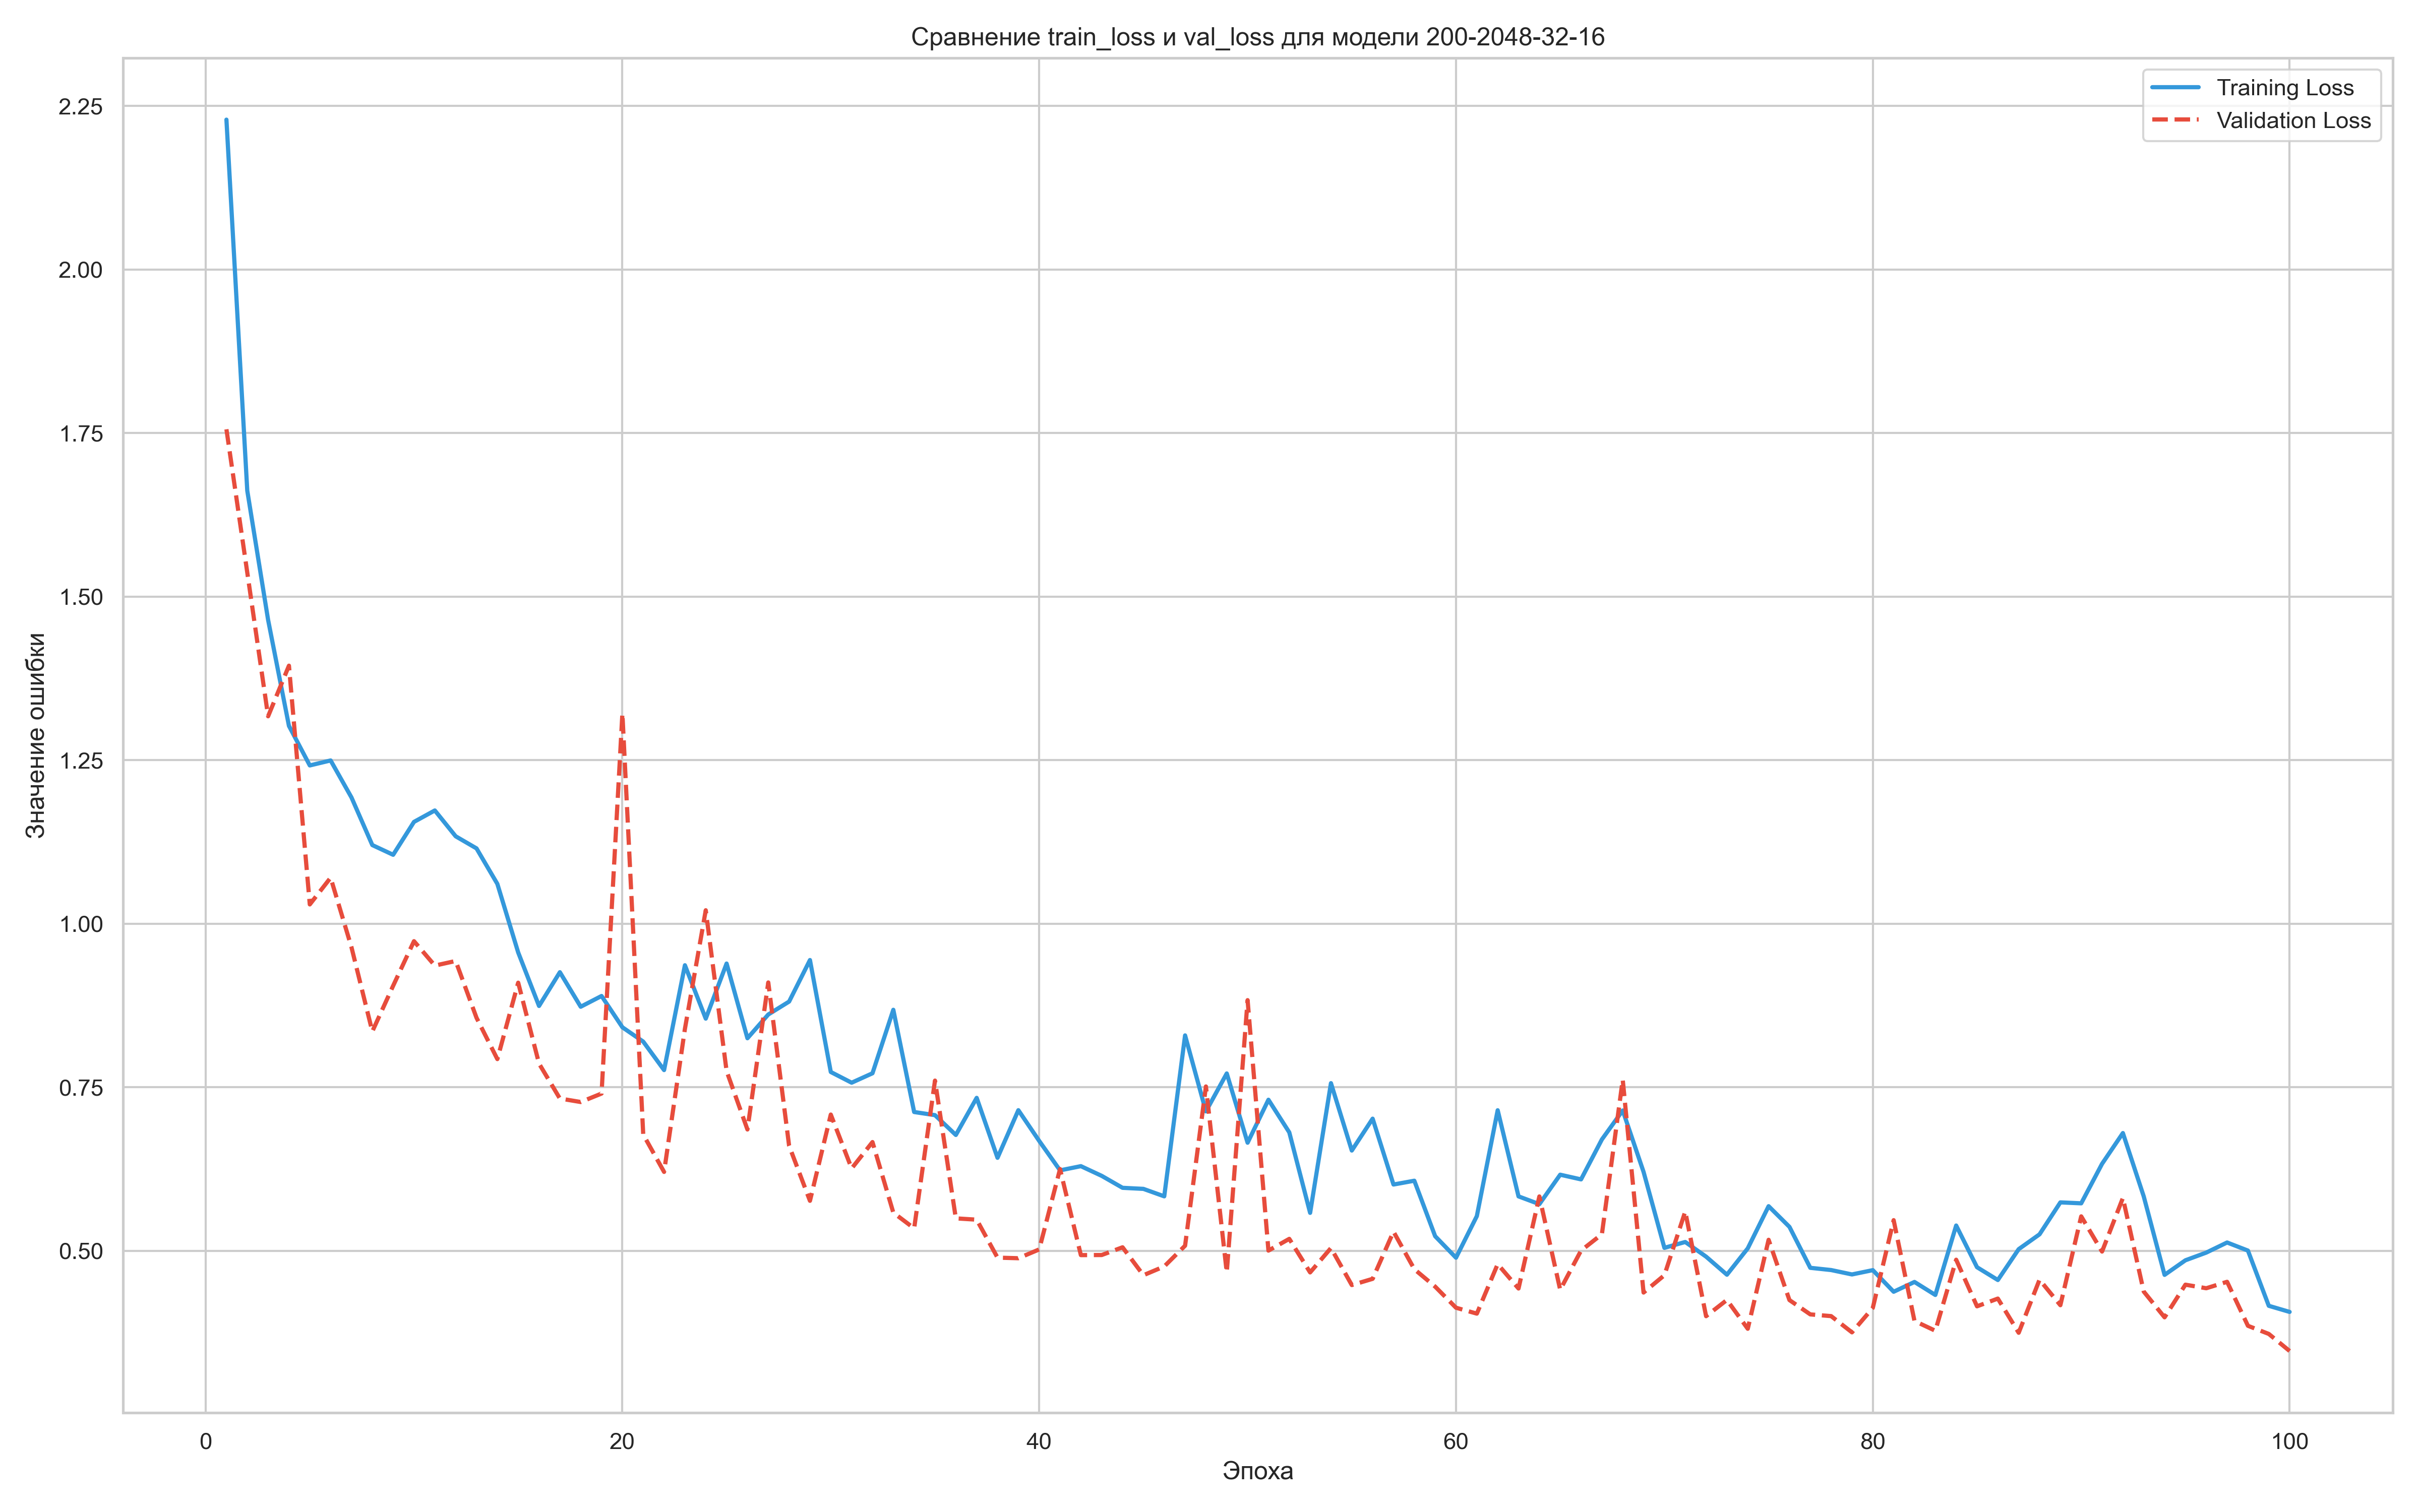 Сравнение train_loss и val_loss для модели 200-2048-32-16
Training Loss
Validation Loss
Значение ошибки
2.25
2.00
1.75
1.50
1.25
1.00
0.75
0.50
0 20 40 60 80 100
Эпоха